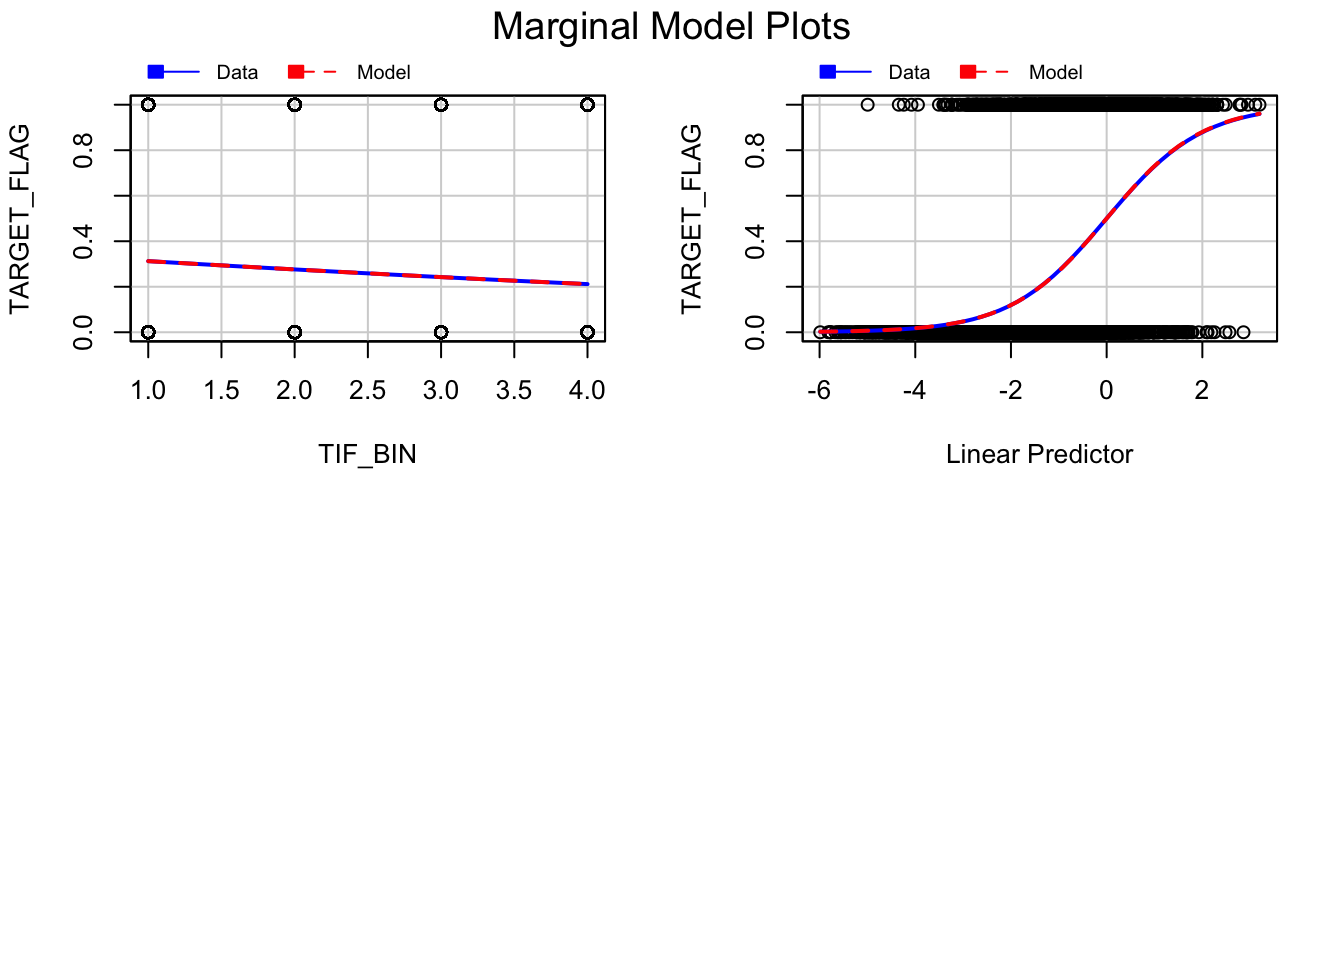 Marginal Model Plots
Data Model
TARGET_FLAG
0.8
0.4
0.0
1.0 1.5 2.0 2.5 3.0 3.5 4.0
TIF_BIN
Data Model
TARGET_FLAG
0.8
0.4
0.0
-6 -4 -2 0 2
Linear Predictor